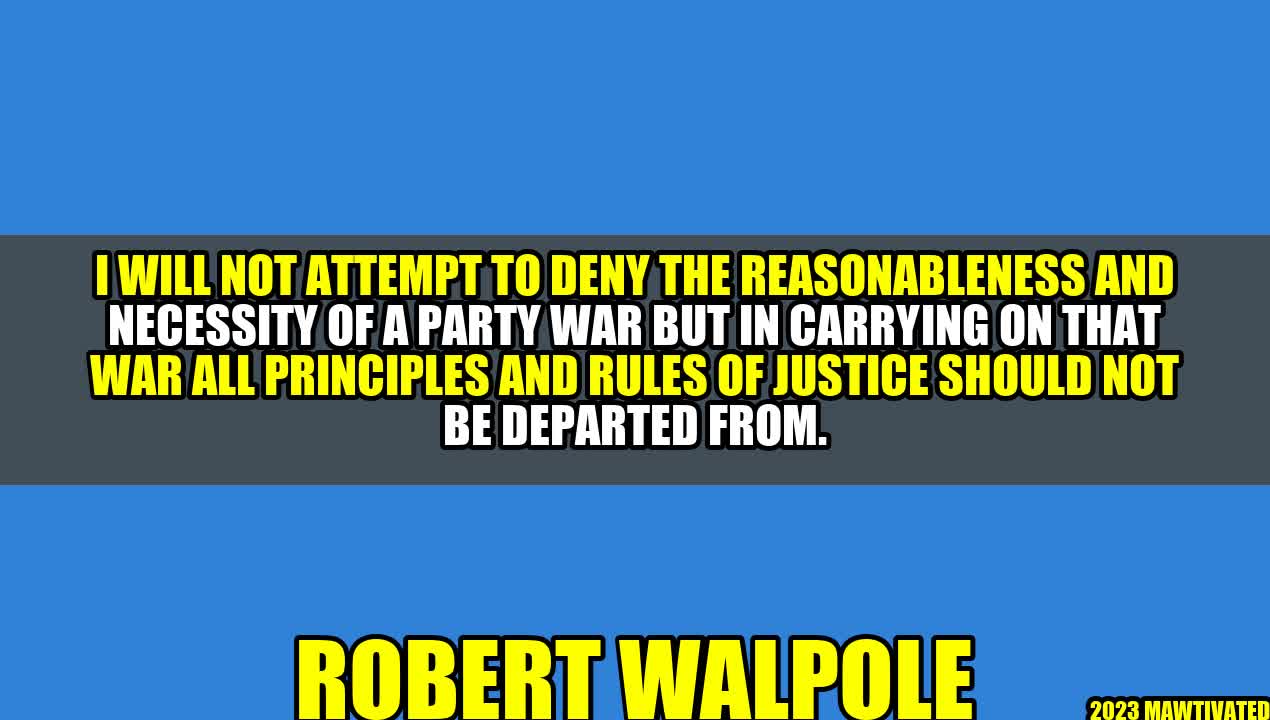 I WILL NOT ATTEMPT TO DENY THE REASONABLENESS AND
NECESSITY OF A PARTY WAR BUT IN CARRYING ON THAT
WAR ALL PRINCIPLES AND RULES OF JUSTICE SHOULD NOT
BE DEPARTED FROM.
ROBERT WALPOLE
2023 MAWTIVATED